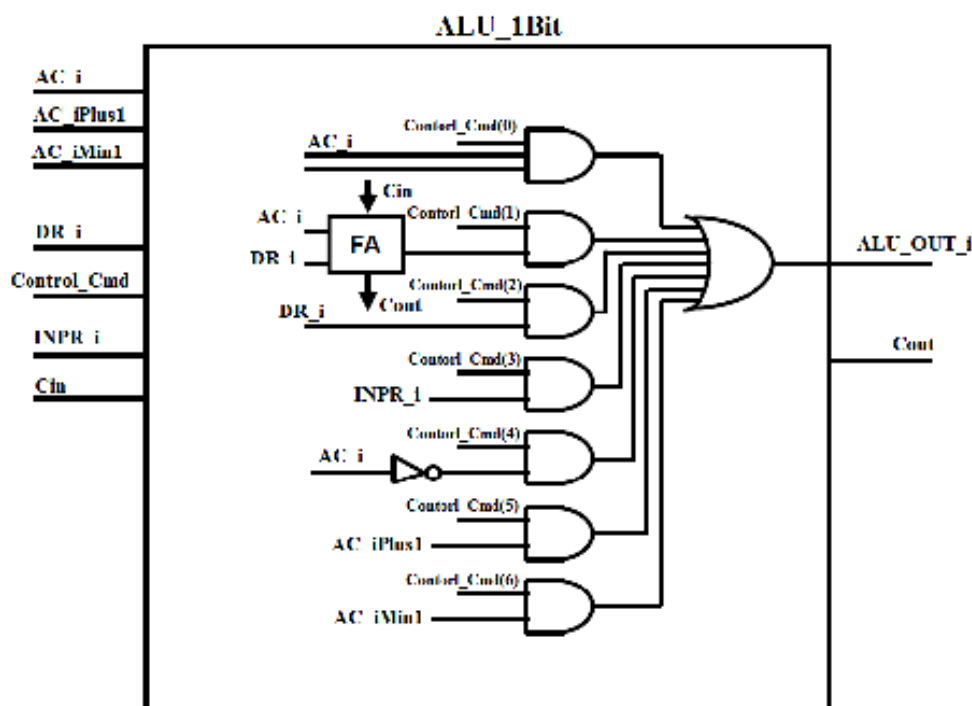 ALU_1Bit
AC_i
AC_iPlus1
AC_iMin1
DR_i
Control_Cmd
INPR_i
Cin
Contorl_Cmd(0)
AC_i
Cin
Contorl_Cmd(1)
AC_i
FA
DR_i
Cout
Contorl_Cmd(2)
DR_i
Contorl_Cmd(3)
INPR_i
Contorl_Cmd(4)
AC_i
Contorl_Cmd(5)
AC_iPlus1
Contorl_Cmd(6)
AC_iMin1
ALU_OUT_i
Cout